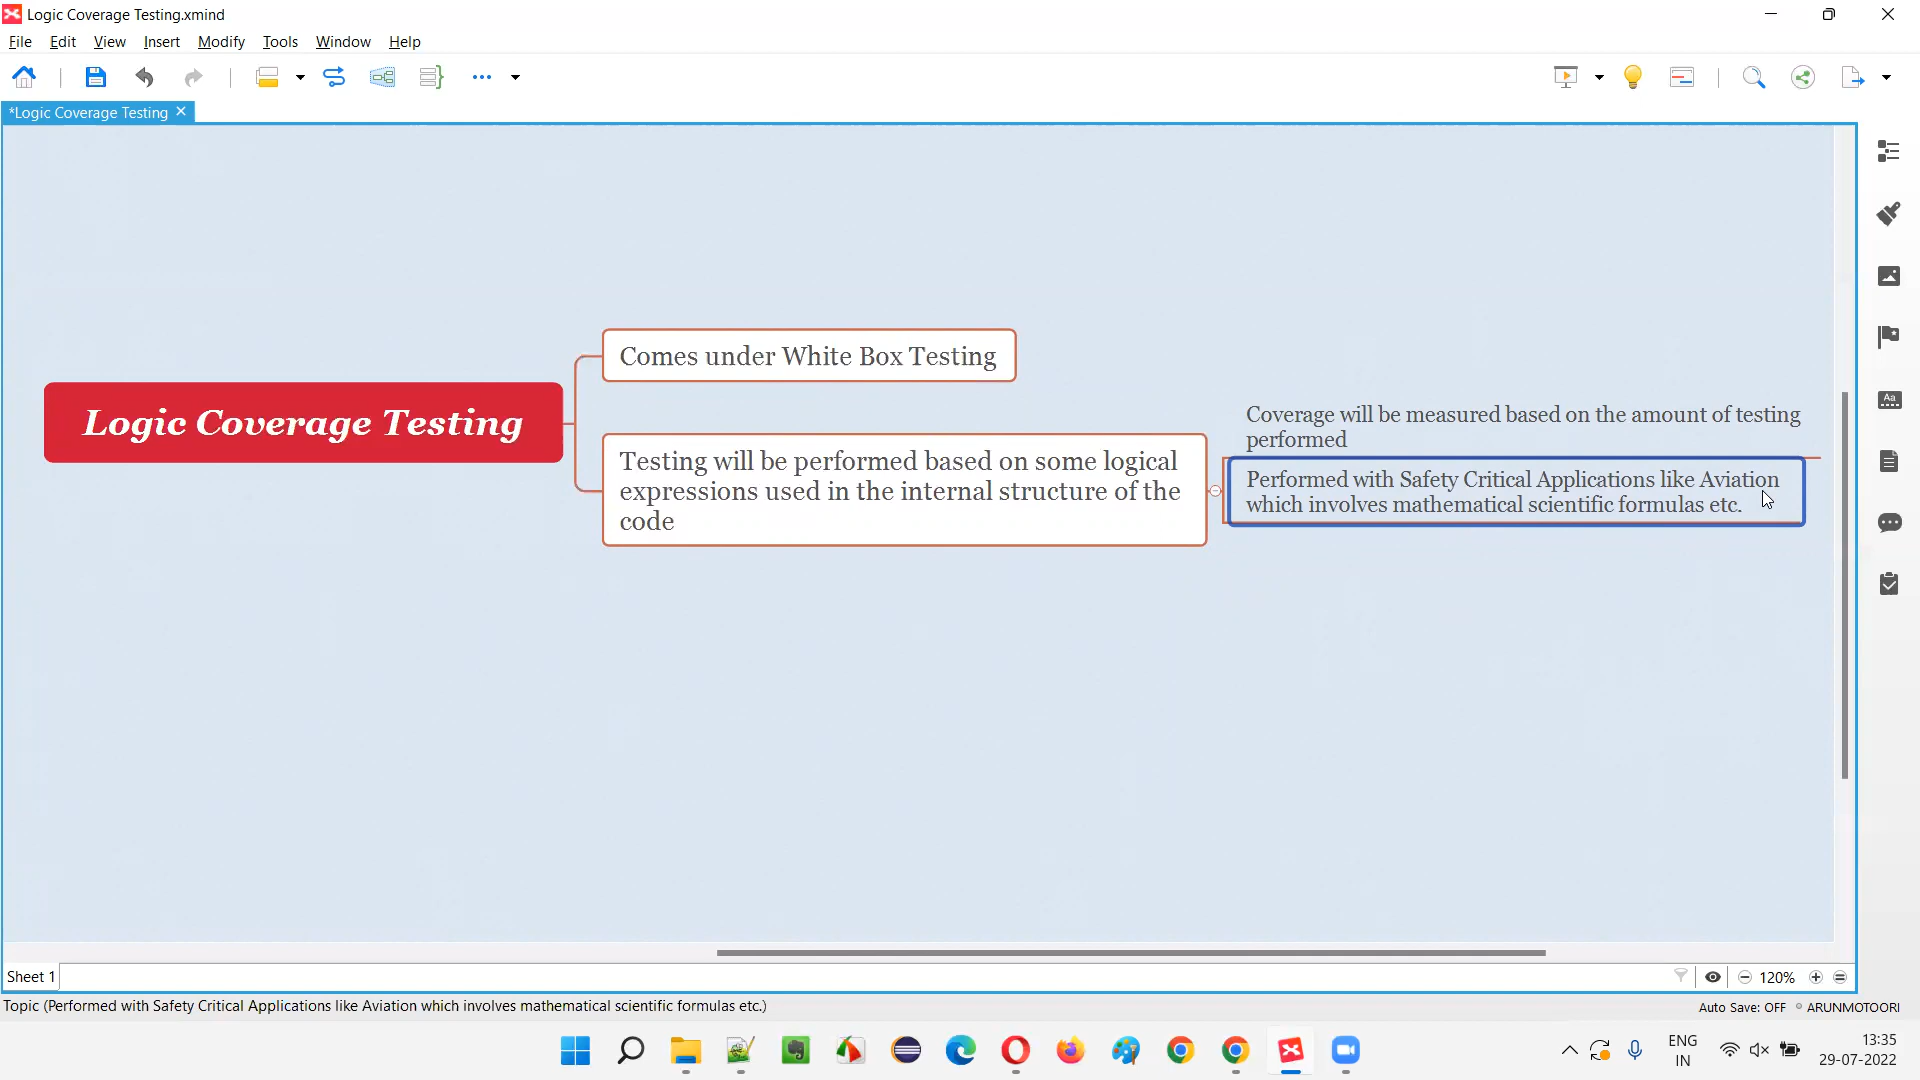 Logic Coverage Testing.xmind
File Edit View Insert Modify Tools Window Help
*Logic Coverage Testing
Comes under White Box Testing
Logic Coverage Testing
Coverage will be measured based on the amount of testing
performed
Testing will be performed based on some logical
expressions used in the internal structure of the
code
Performed with Safety Critical Applications like Aviation
which involves mathematical scientific formulas etc.
Aa
Sheet 1
120%
Topic (Performed with Safety Critical Applications like Aviation which involves mathematical scientific formulas etc.)
Auto Save: OFF ARUNMOTOORI
ENG
IN
13:35
29-07-2022